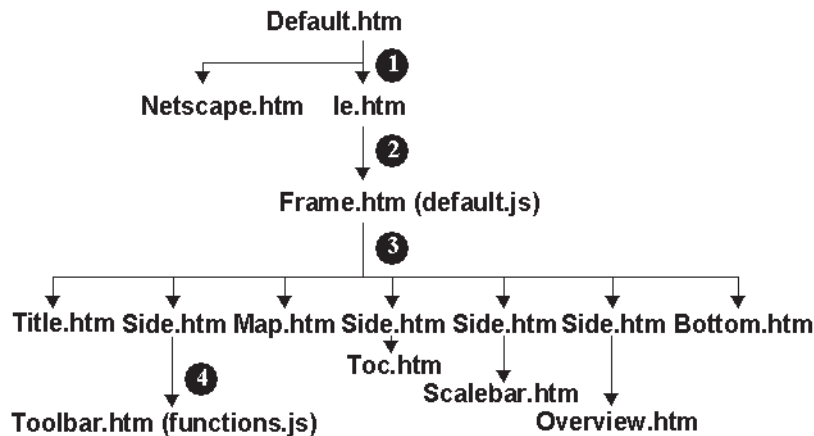 Default.htm
1
Netscape.htm Ie.htm
2
Frame.htm (default.js)
3
Title.htm Side.htm Map.htm Side.htm Side.htm Side.htm Bottom.htm
Toc.htm
4
Scalebar.htm
Toolbar.htm (functions.js)
Overview.htm